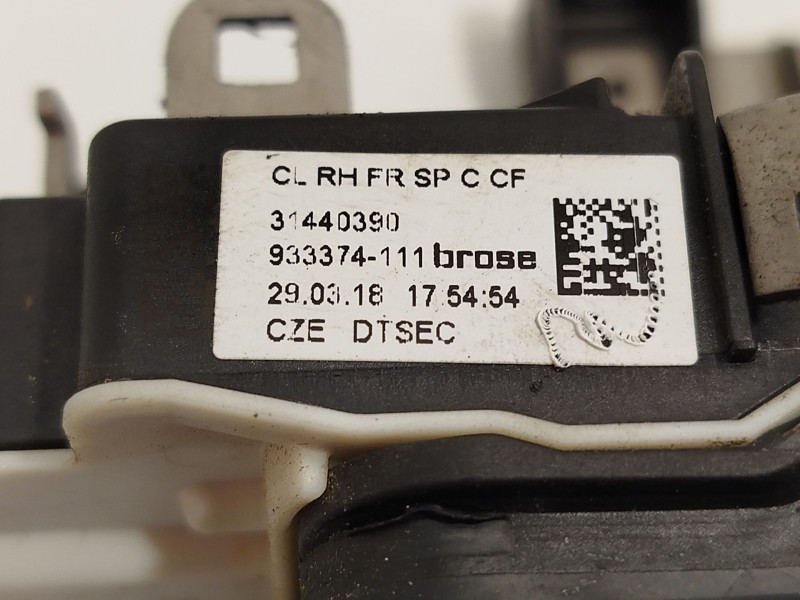 CL RH FR SP C CF
31440390
933374-111 brose
29.03.18 17:54:54
CZE DTSEC